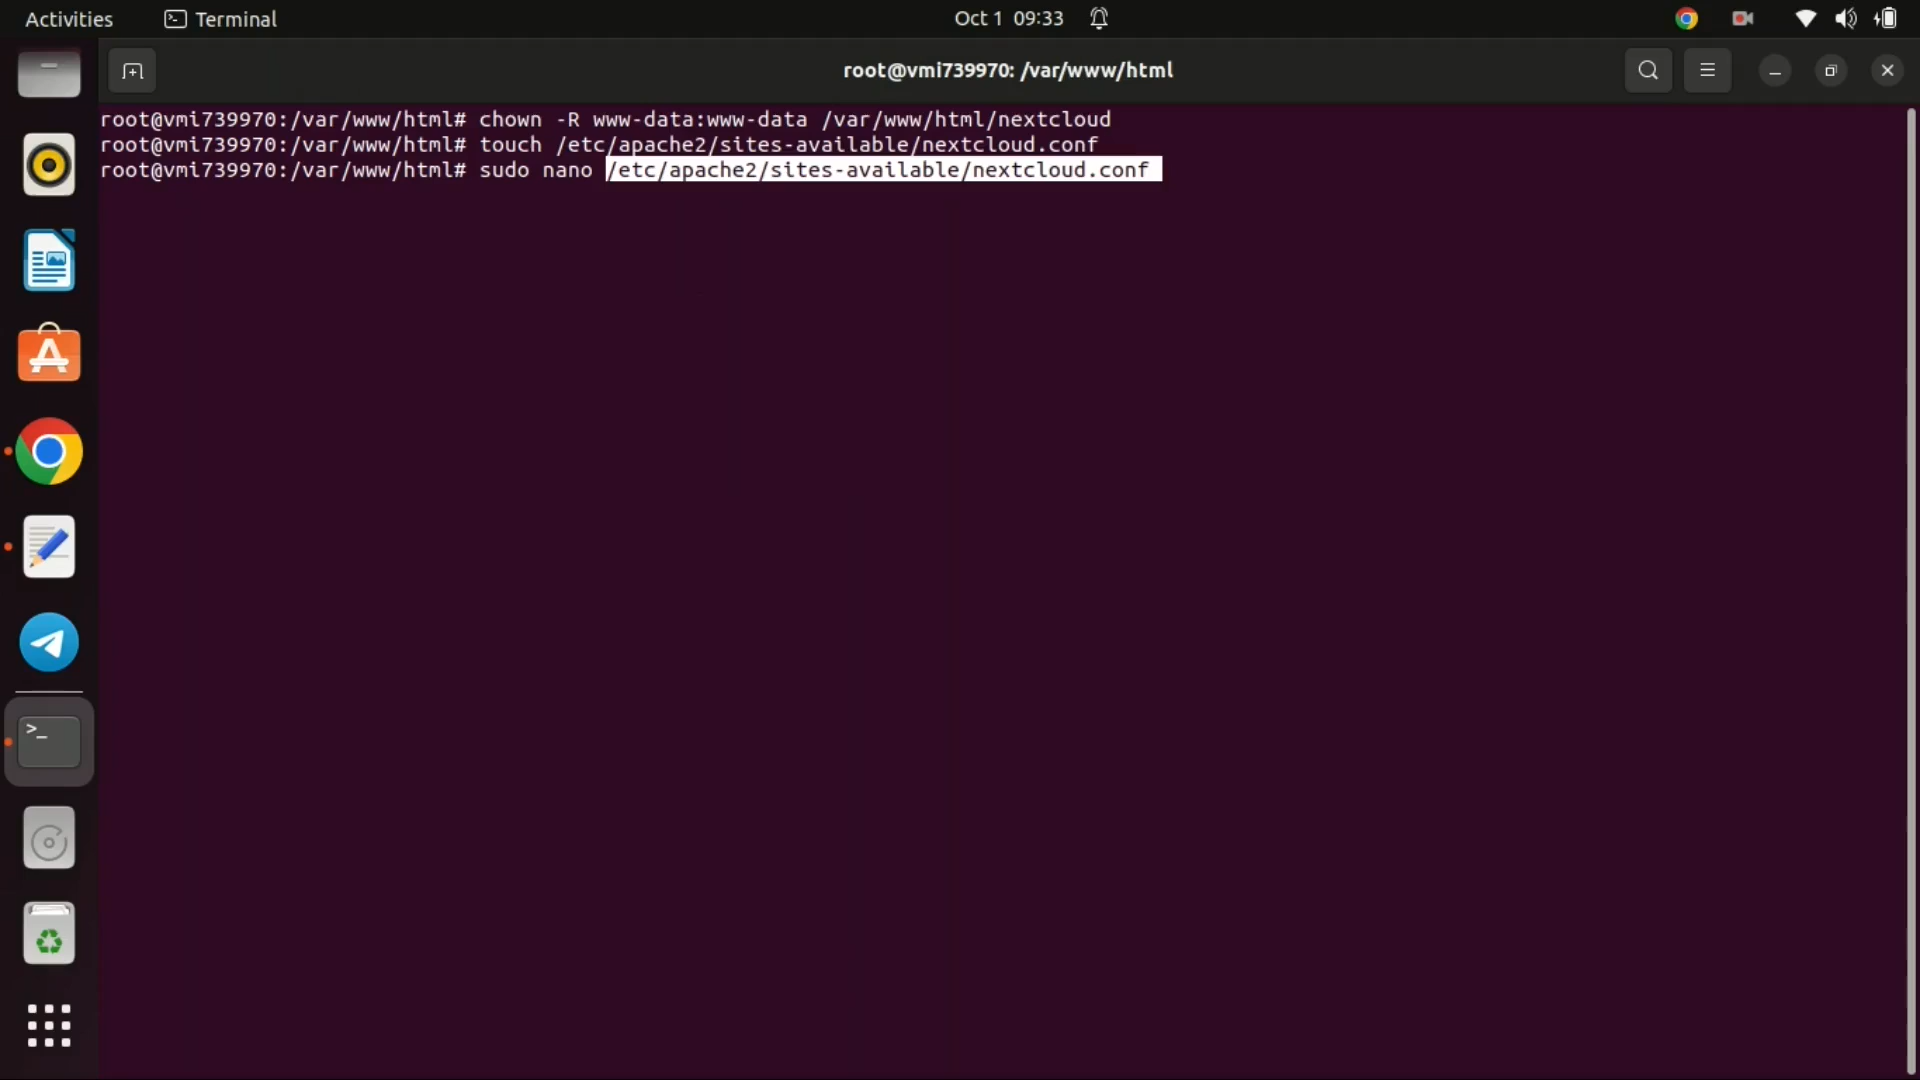 Activities Terminal Oct 1 09:33
root@vmi739970: /var/www/html
root@vmi739970:/var/www/html# chown -R www-data:www-data /var/www/html/nextcloud
root@vmi739970:/var/www/html# touch /etc/apache2/sites-available/nextcloud.conf
root@vmi739970:/var/www/html# sudo nano /etc/apache2/sites-available/nextcloud.conf